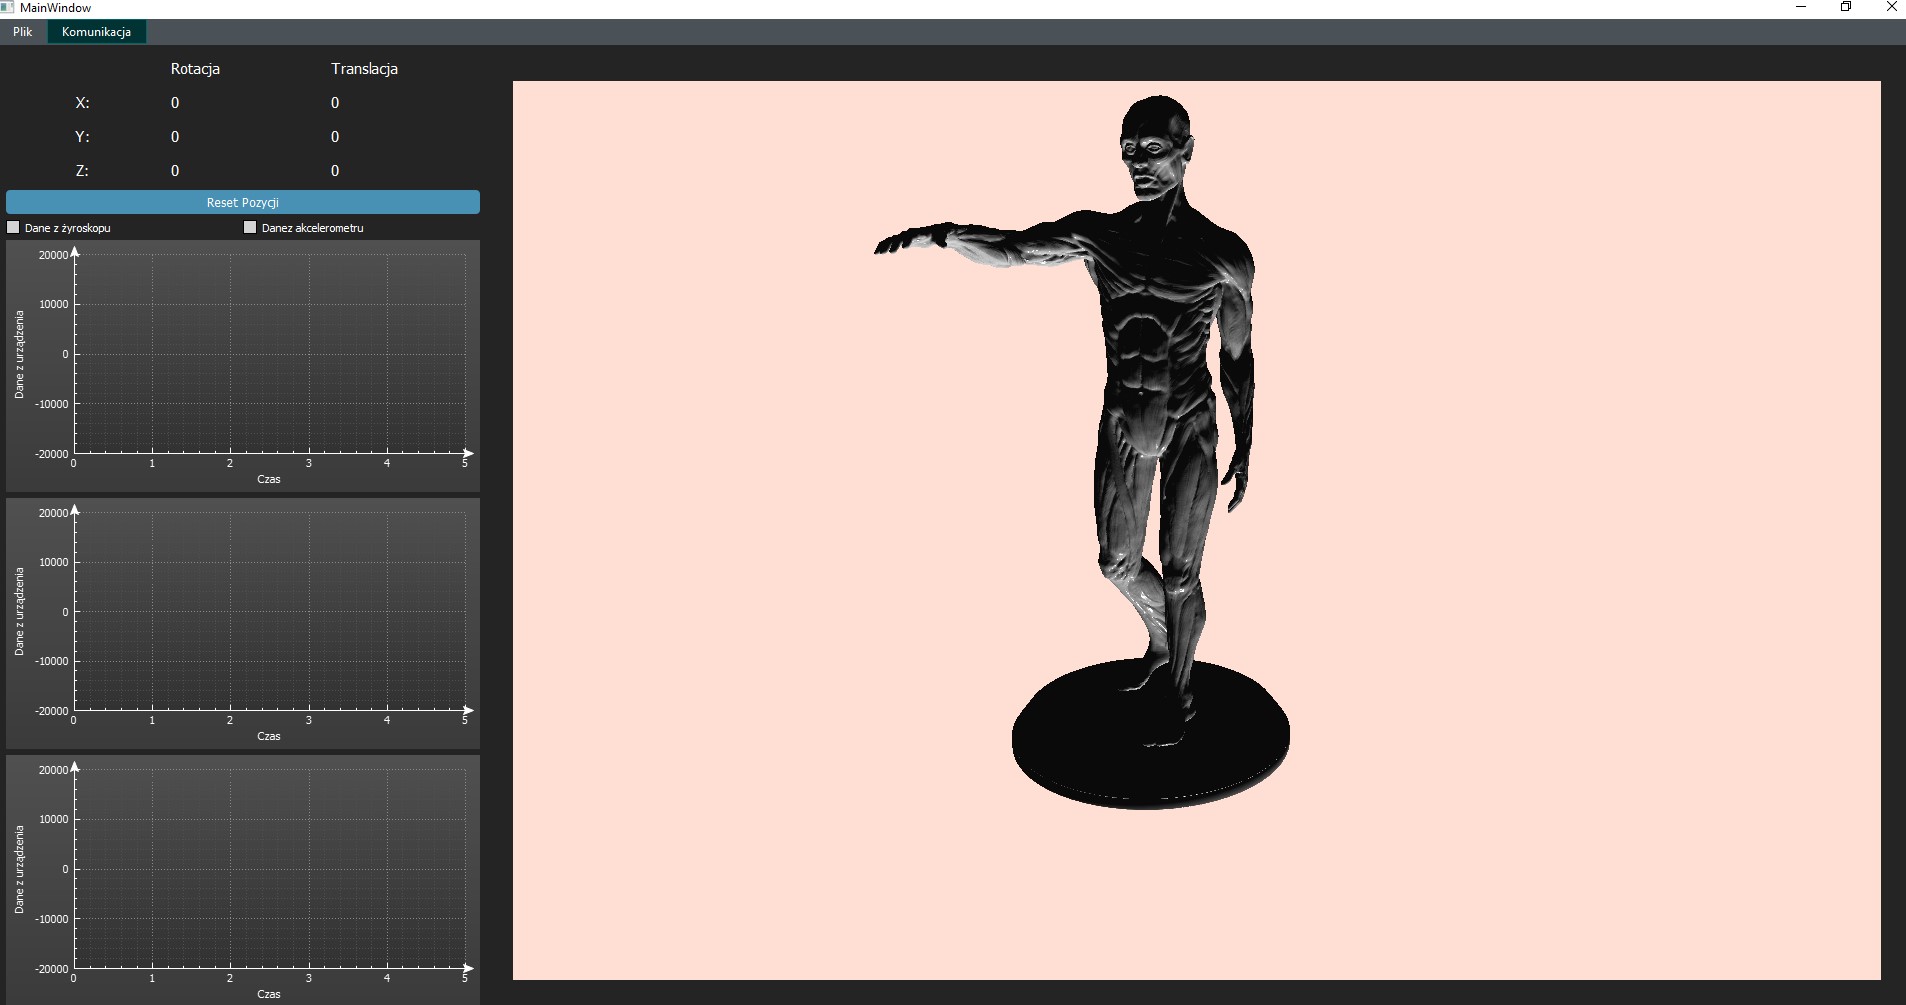 MainWindow
Plik Komunikacja
Rotacja Translacja
X: 0 0
Y: 0 0
Z: 0 0
Reset Pozycji
Dane z żyroskopu Danez akcelerometru
20000
10000
0
-10000
-20000
Dane z urządzenia
0 1 2 3 4 5
Czas
20000
10000
0
-10000
-20000
Dane z urządzenia
0 1 2 3 4 5
Czas
20000
10000
0
-10000
-20000
Dane z urządzenia
0 1 2 3 4 5
Czas